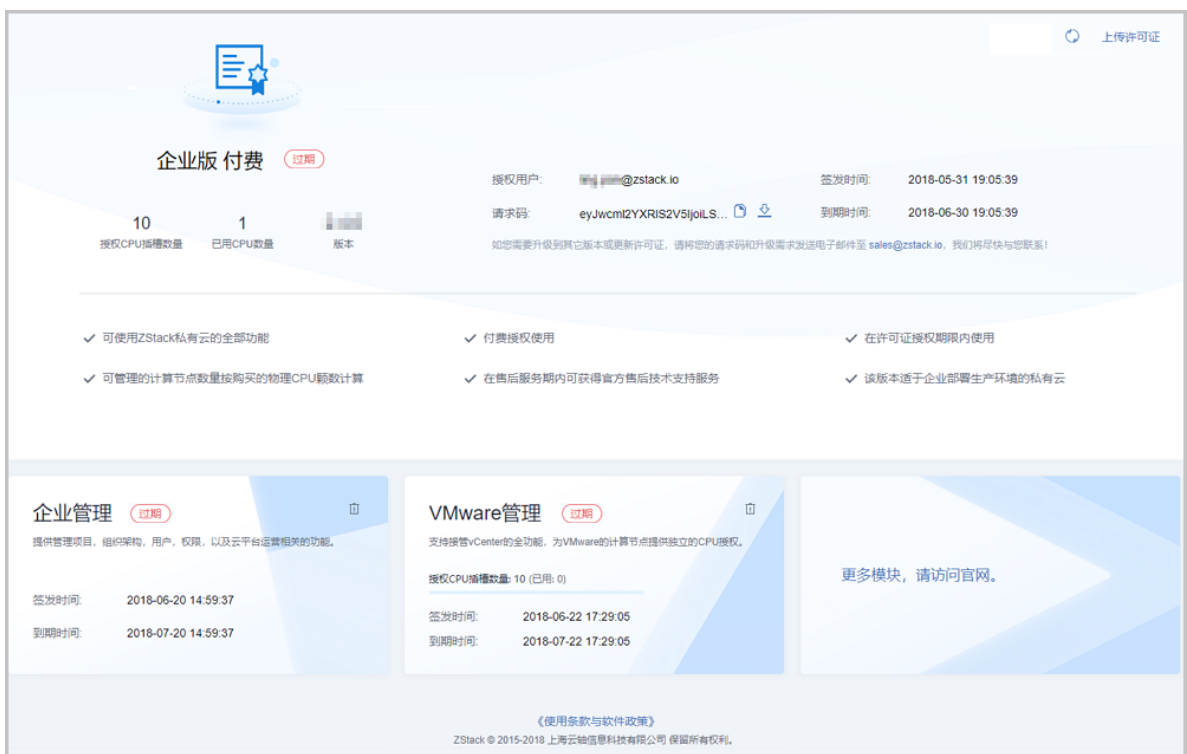 上传许可证
企业版 付费 过期
授权用户: @zstack.io 签发时间: 2018-05-31 19:05:39
请求码: eyJwcml2YXRlS2V5IjoiLS... 到期时间: 2018-06-30 19:05:39
10 1
授权CPU插槽数量 已用CPU数量 版本
如您需要升级到其它版本或更新许可证，请将您的请求码和升级需求发送电子邮件至 sales@zstack.io，我们将尽快与您联系！
可使用ZStack私有云的全部功能 付费授权使用 在许可证授权期限内使用
可管理的计算节点数量按购买的物理CPU颗数计算 在售后服务期内可获得官方售后技术支持服务 该版本适于企业部署生产环境的私有云
企业管理 过期
提供管理项目，组织架构，用户，权限，以及云平台运营相关的功能。
签发时间: 2018-06-20 14:59:37
到期时间: 2018-07-20 14:59:37
VMware管理 过期
支持接管vCenter的全功能，为VMware的计算节点提供独立的CPU授权。
授权CPU插槽数量: 10 (已用: 0)
签发时间: 2018-06-22 17:29:05
到期时间: 2018-07-22 17:29:05
更多模块，请访问官网。
《使用条款与软件政策》
ZStack © 2015-2018 上海云轴信息科技有限公司 保留所有权利。